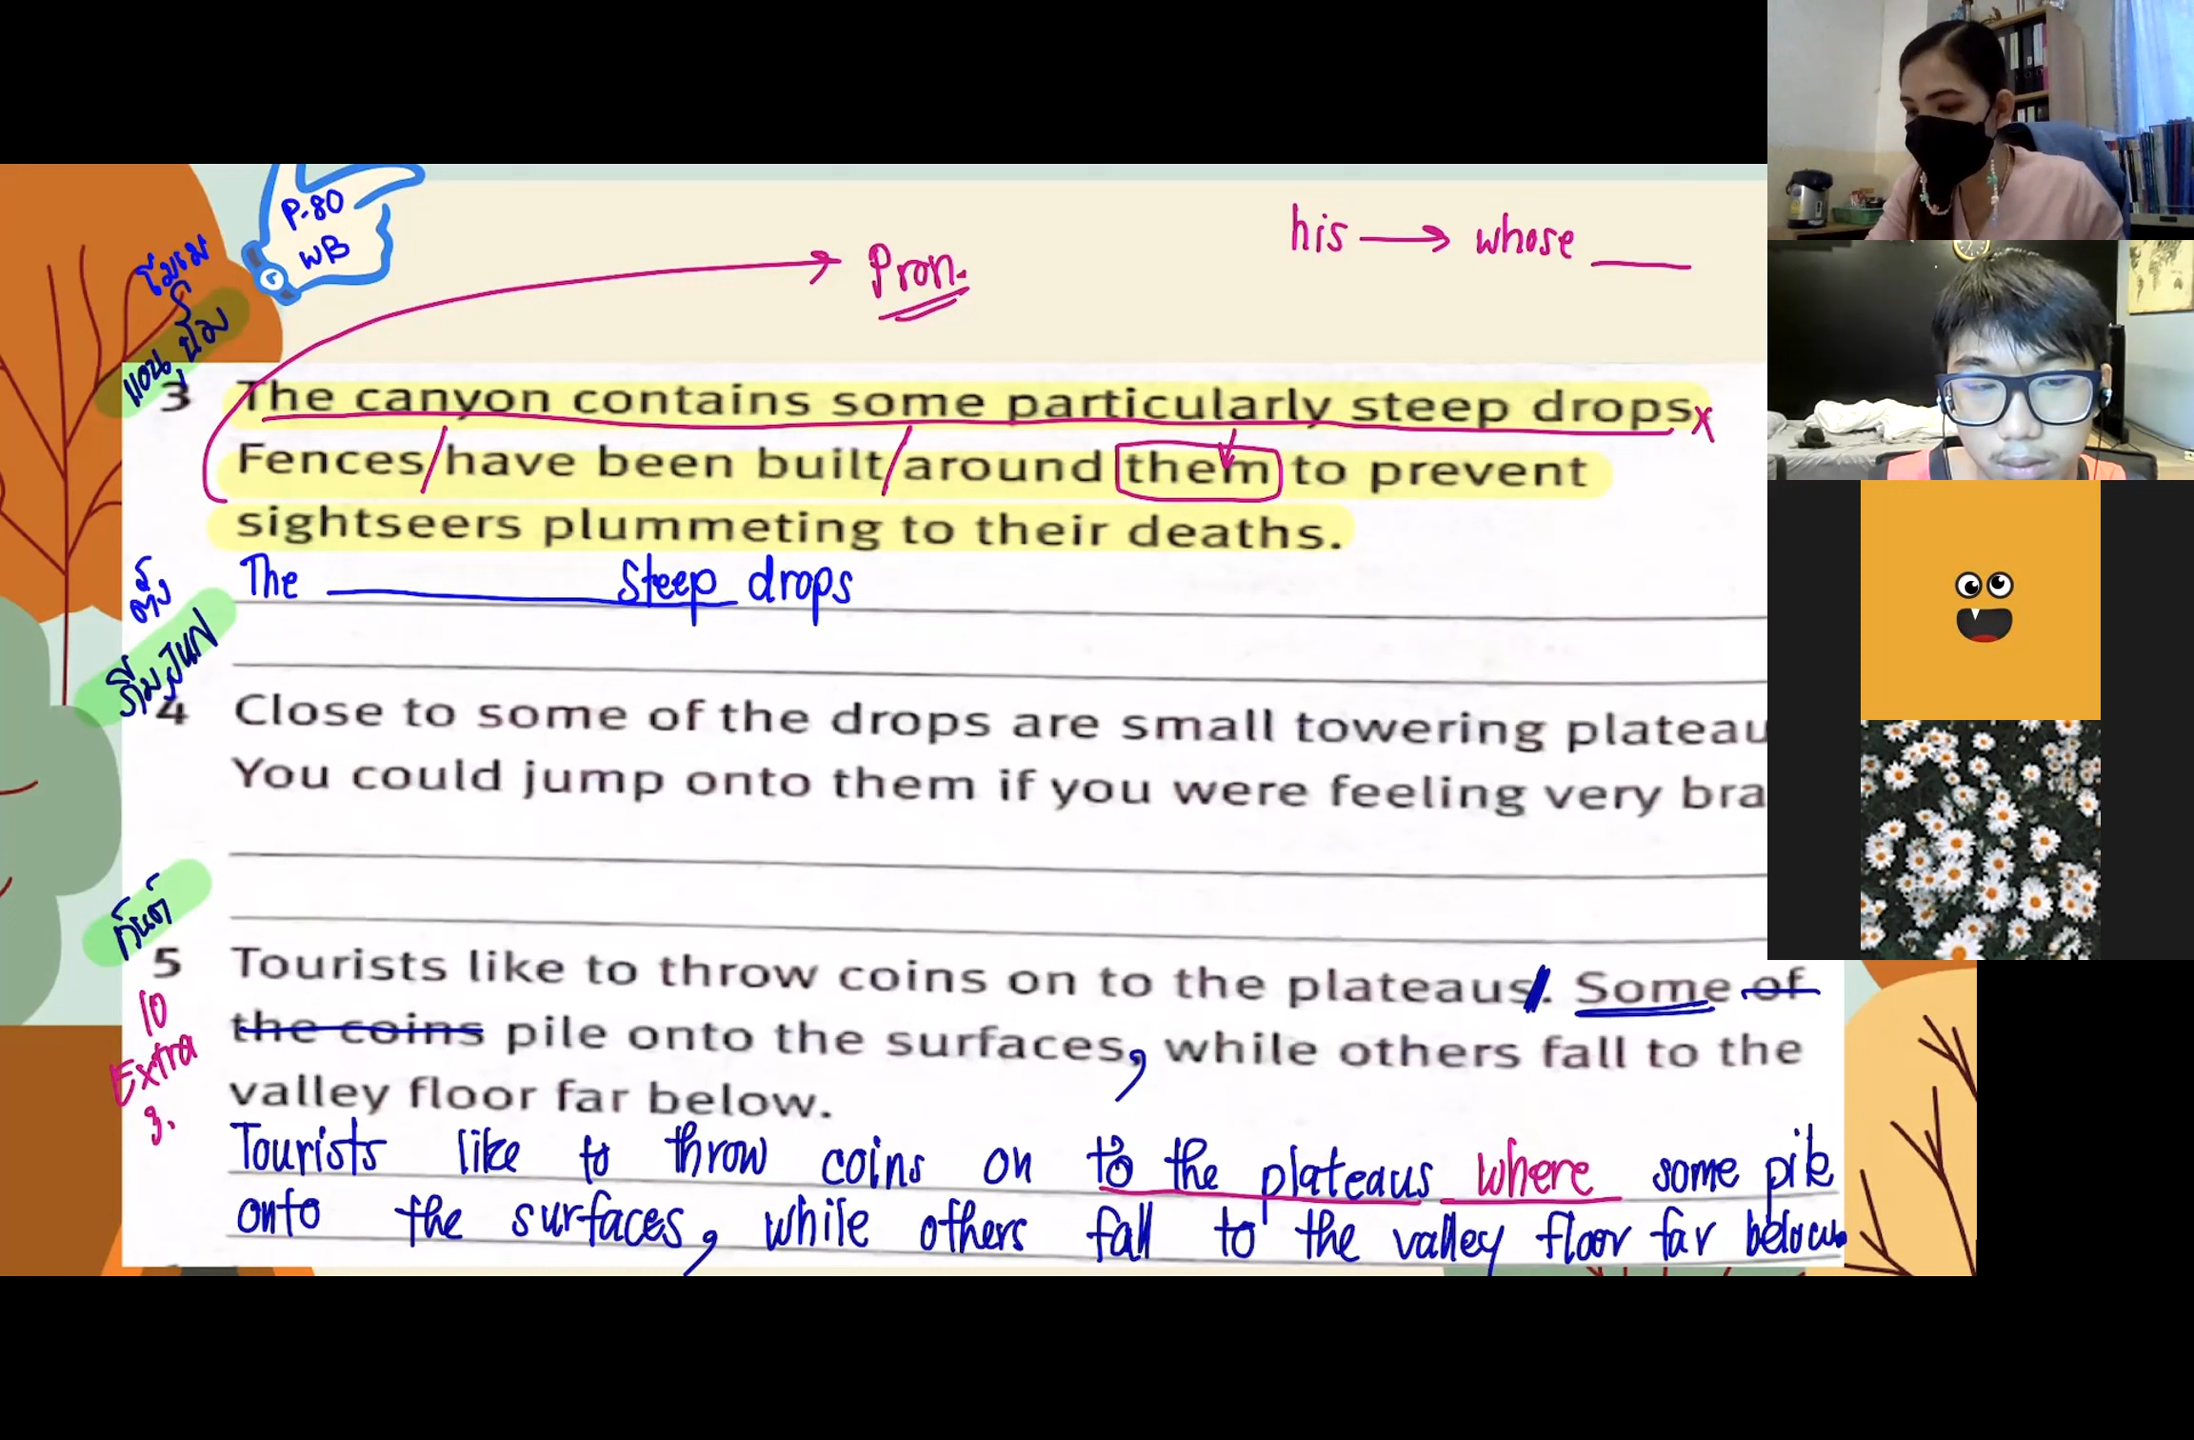 P.80
WB
his → whose ____
Pron.
3 The canyon contains some particularly steep drops
Fences have been built around them to prevent
sightseers plummeting to their deaths.
The ____ steep drops
4 Close to some of the drops are small towering
You could jump onto them if you were feeling very
5 Tourists like to throw coins on to the plateaus. Some of
the coins pile onto the surfaces, while others fall to the
valley floor far below.
10
Extra
Tourists like to throw coins on to the plateaus where some pile
onto the surfaces, while others fall to the valley floor far below.